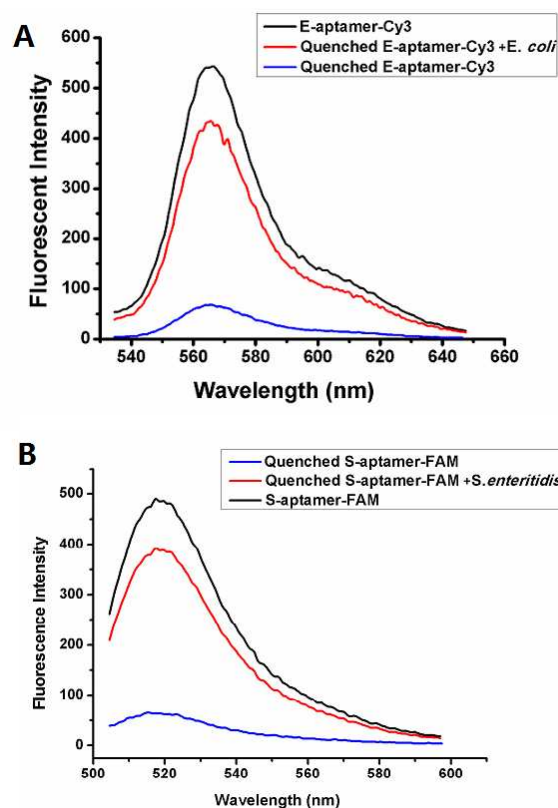 A
E-aptamer-Cy3
Quenched E-aptamer-Cy3 +E. coli
Quenched E-aptamer-Cy3
600
500
400
300
200
100
0
Fluorescent Intensity
540 560 580 600 620 640 660
Wavelength (nm)
B
Quenched S-aptamer-FAM
Quenched S-aptamer-FAM +S.enteritidis
S-aptamer-FAM
500
400
300
200
100
0
Fluorescence Intensity
500 520 540 560 580 600
Wavelength (nm)